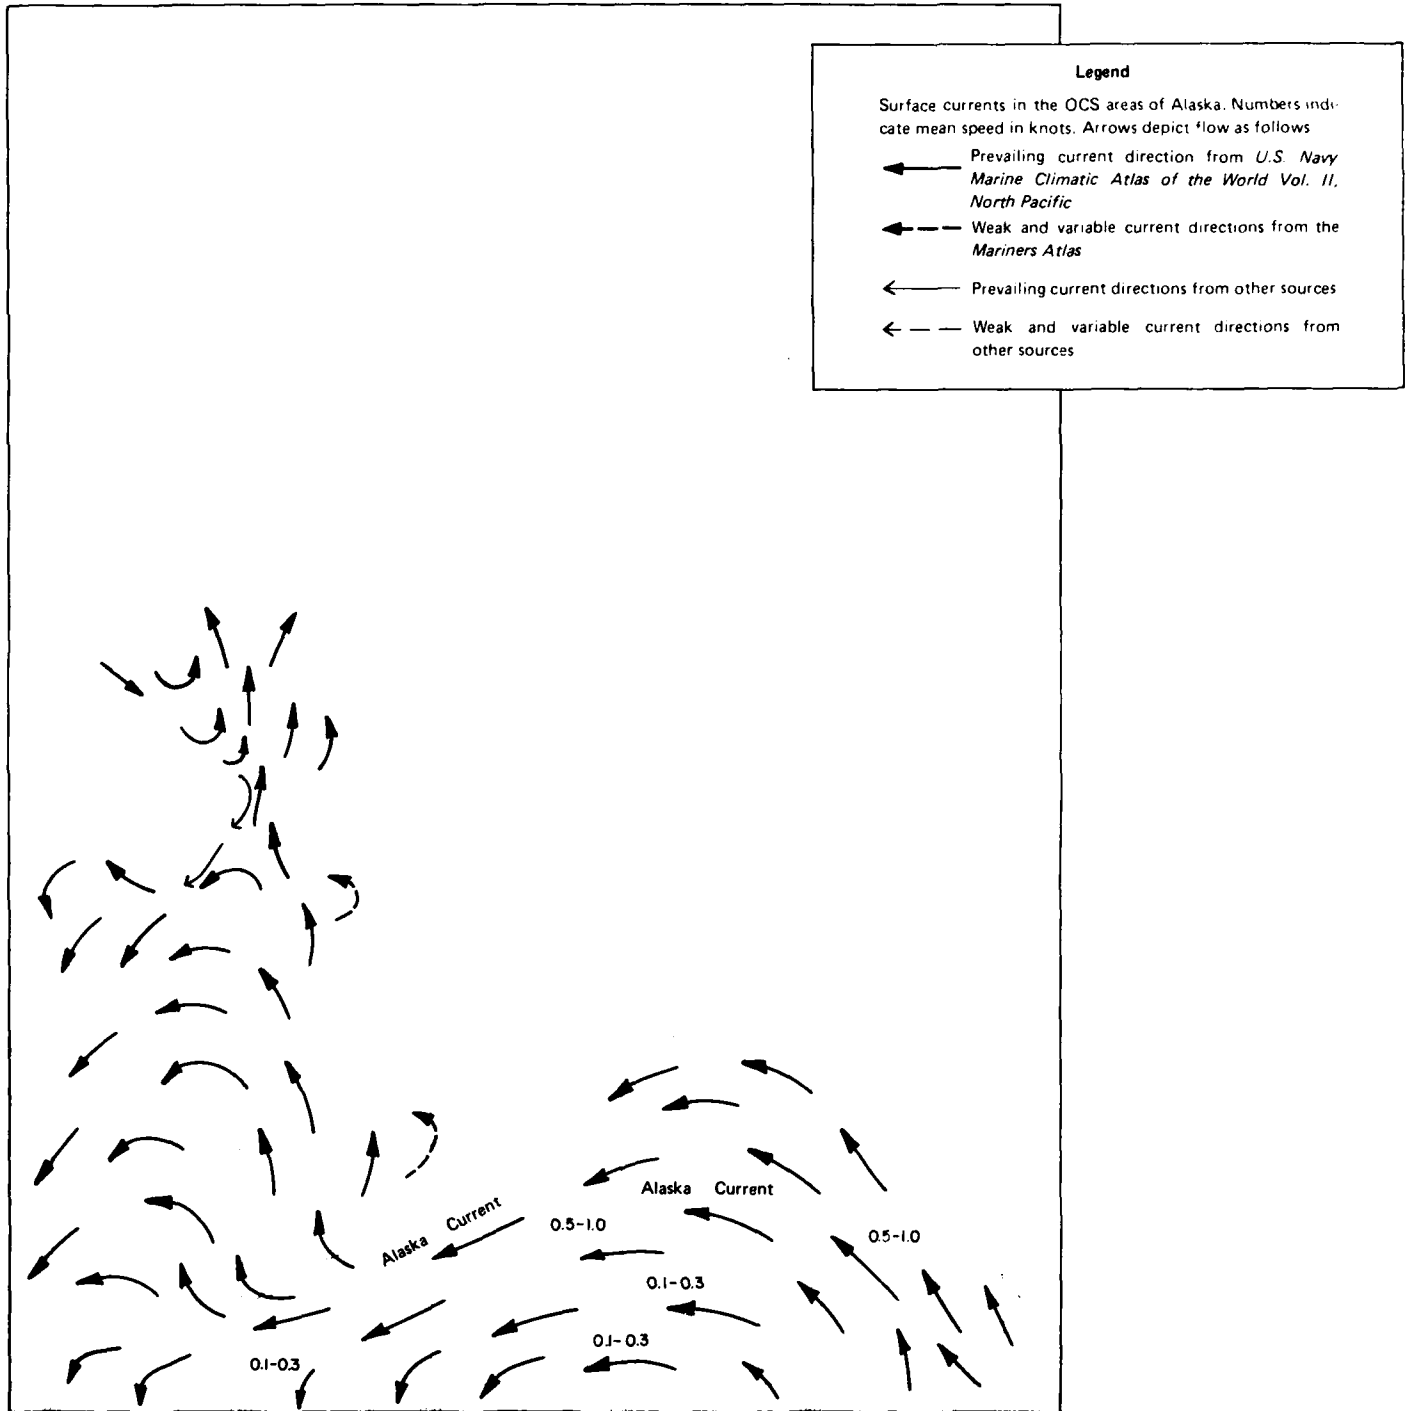 Legend
Surface currents in the OCS areas of Alaska. Numbers indi-
cate mean speed in knots. Arrows depict flow as follows
Prevailing current direction from U.S. Navy
Marine Climatic Atlas of the World Vol. II,
North Pacific
Weak and variable current directions from the
Mariners Atlas
Prevailing current directions from other sources
Weak and variable current directions from
other sources
Alaska Current
Alaska Current
0.5-1.0
0.5-1.0
0.1-0.3
0.1-0.3
0.1-0.3